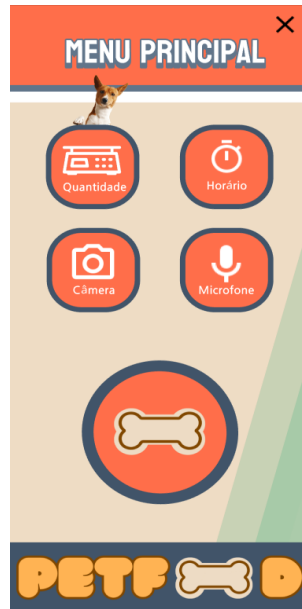 MENU PRINCIPAL
Quantidade
Horário
Câmera
Microfone
PETF D